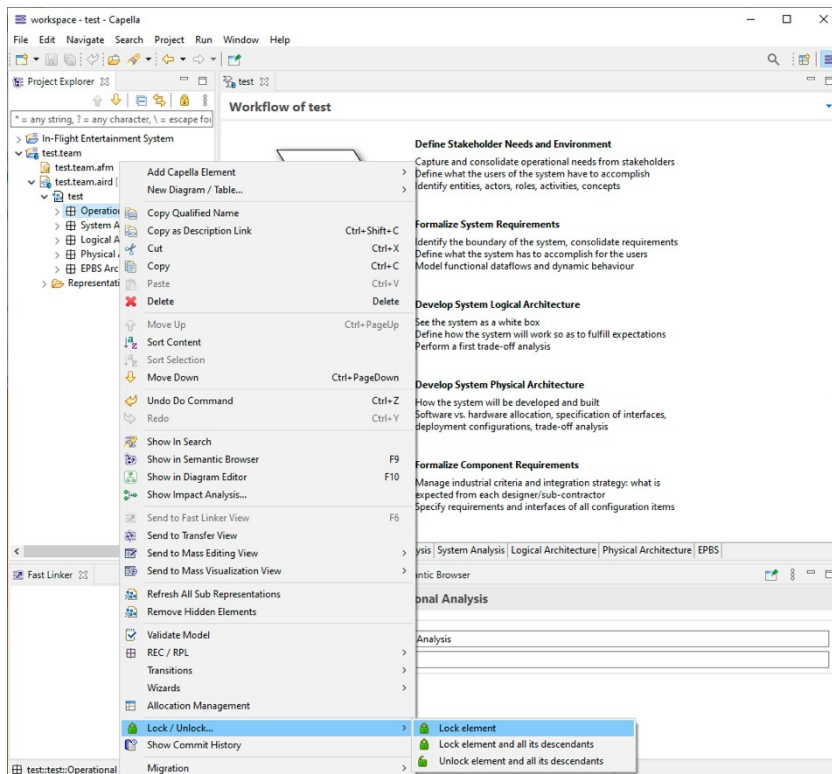 workspace - test - Capella
File Edit Navigate Search Project Run Window Help
Project Explorer
test
* = any string, ? = any character, \ = escape for
Workflow of test
In-Flight Entertainment System
test.team
test.team.afm
test.team.aird [
test
Operation
System A
Logical A
Physical
EPBS Arc
Representati
Add Capella Element
New Diagram / Table...
Copy Qualified Name
Copy as Description Link Ctrl+Shift+C
Cut Ctrl+X
Copy Ctrl+C
Paste Ctrl+V
Delete Delete
Move Up Ctrl+PageUp
Sort Content
Sort Selection
Move Down Ctrl+PageDown
Undo Do Command Ctrl+Z
Redo Ctrl+Y
Show In Search
Show in Semantic Browser F9
Show in Diagram Editor F10
Show Impact Analysis...
Send to Fast Linker View F6
Send to Transfer View
Send to Mass Editing View
Send to Mass Visualization View
Refresh All Sub Representations
Remove Hidden Elements
Validate Model
REC / RPL
Transitions
Wizards
Allocation Management
Lock / Unlock...
Show Commit History
Migration
Lock element
Lock element and all its descendants
Unlock element and all its descendants
Define Stakeholder Needs and Environment
Capture and consolidate operational needs from stakeholders
Define what the users of the system have to accomplish
Identify entities, actors, roles, activities, concepts
Formalize System Requirements
Identify the boundary of the system, consolidate requirements
Define what the system has to accomplish for the users
Model functional dataflows and dynamic behaviour
Develop System Logical Architecture
See the system as a white box
Define how the system will work so as to fulfill expectations
Perform a first trade-off analysis
Develop System Physical Architecture
How the system will be developed and built
Software vs. hardware allocation, specification of interfaces,
deployment configurations, trade-off analysis
Formalize Component Requirements
Manage industrial criteria and integration strategy: what is
expected from each designer/sub-contractor
Specify requirements and interfaces of all configuration items
ysis System Analysis Logical Architecture Physical Architecture EPBS
Fast Linker
ntic Browser
onal Analysis
Analysis
test::test::Operational